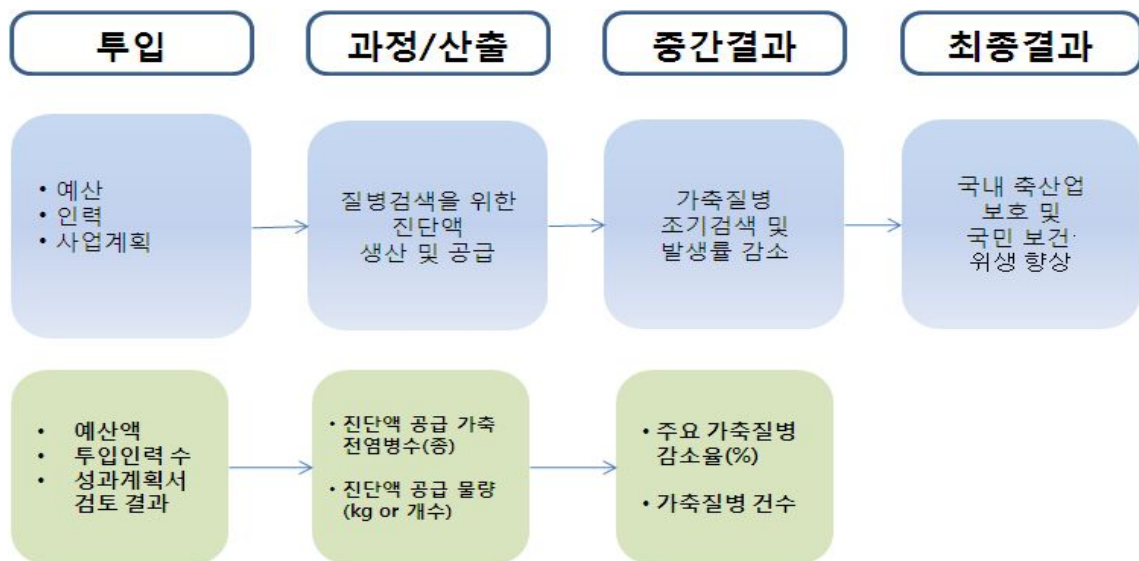 투입
과정/산출
중간결과
최종결과
• 예산
• 인력
• 사업계획
질병검색을 위한
진단액
생산 및 공급
가축질병
조기검색 및
발생률 감소
국내 축산업
보호 및
국민 보건·
위생 향상
• 예산액
• 투입인력 수
• 성과계획서
검토 결과
• 진단액 공급 가축
전염병수(종)
• 진단액 공급 물량
(kg or 개수)
• 주요 가축질병
감소율(%)
• 가축질병 건수